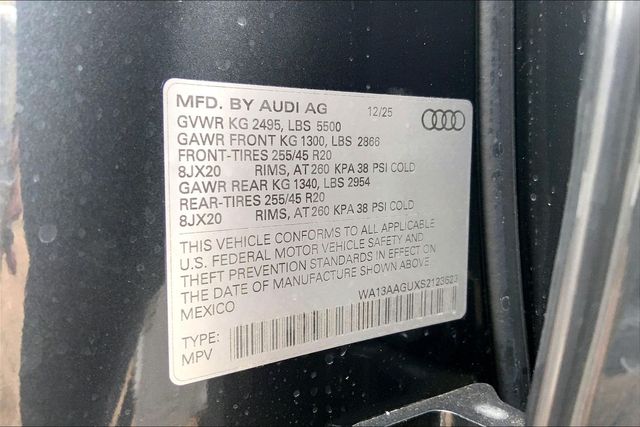 MFD. BY AUDI AG 12/25
GVWR KG 2495, LBS 5500
GAWR FRONT KG 1300, LBS 2866
FRONT-TIRES 255/45 R20
8JX20 RIMS, AT 260 KPA 38 PSI COLD
GAWR REAR KG 1340, LBS 2954
REAR-TIRES 255/45 R20
8JX20 RIMS, AT 260 KPA 38 PSI COLD
THIS VEHICLE CONFORMS TO ALL APPLICABLE
U.S. FEDERAL MOTOR VEHICLE SAFETY AND
THEFT PREVENTION STANDARDS IN EFFECT ON
THE DATE OF MANUFACTURE SHOWN ABOVE.
MEXICO WA13AAGUXS2123623
TYPE:
MPV